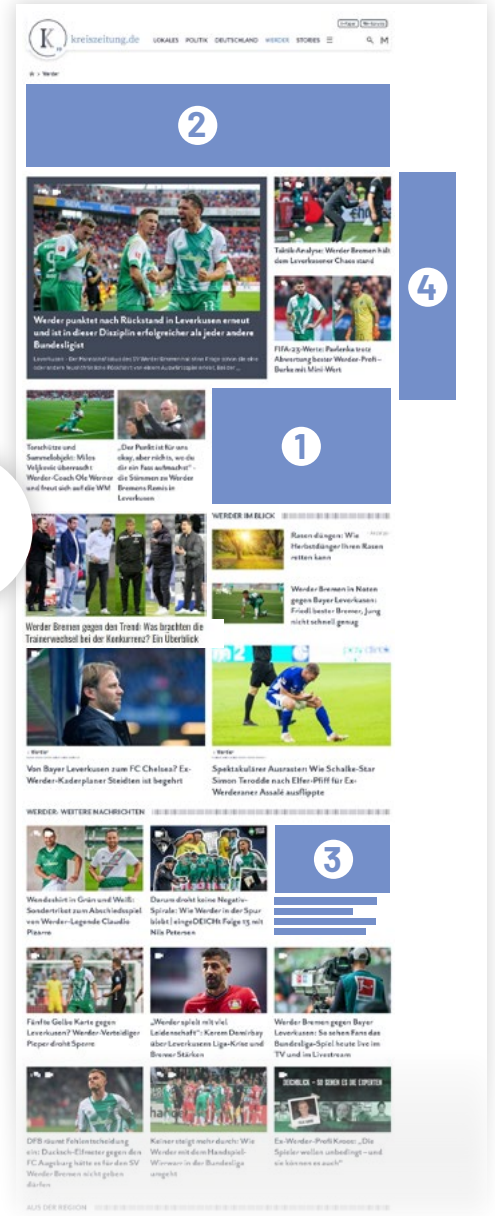 K
kreiszeitung.de
LOKALES POLITIK DEUTSCHLAND WERDER STORIES
> Werder
2
4
Werder punktet nach Rückstand in Leverkusen erneut
und ist in dieser Disziplin erfolgreicher als jeder andere
Bundesligist
Taktik-Analyse: Werder Bremen hält
dem Leverkusener Chaos stand
FIFA-23-Werte: Pavlenka trotz
Abwertung bester Werder-Profi –
Burke mit Mini-Wert
Torschütze und
Sammelobjekt: Milos
Veljkovic überrascht
Werder-Coach Ole Werner
und freut sich auf die WM
„Der Punkt ist für uns
okay, aber nichts, wo du
dir ein Fass aufmachst" -
die Stimmen zu Werder
Bremens Remis in
Leverkusen
1
WERDER IM BLICK
Rasen düngen: Wie
Herbstdünger Ihren Rasen
retten kann
Werder Bremen in Noten
gegen Bayer Leverkusen:
Friedl bester Bremer, Jung
nicht schnell genug
Werder Bremen gegen den Trend: Was brachten die
Trainerwechsel bei der Konkurrenz? Ein Überblick
Werder
Von Bayer Leverkusen zum FC Chelsea? Ex-
Werder-Kaderplaner Steidten ist begehrt
Werder
Spektakulärer Ausraster: Wie Schalke-Star
Simon Terodde nach Elfer-Pfiff für Ex-
Werderaner Assalé ausflippte
WERDER: WEITERE NACHRICHTEN
Wendeshirt in Grün und Weiß:
Sondertrikot zum Abschiedsspiel
von Werder-Legende Claudio
Pizarro
Darum droht keine Negativ-
Spirale: Wie Werder in der Spur
bleibt | eingeDEICHt Folge 15 mit
Nils Petersen
3
Fünfte Gelbe Karte gegen
Leverkusen? Werder-Verteidiger
Pieper droht Sperre
„Werder spielt mit viel
Leidenschaft": Kerem Demirbay
über Leverkusens Liga-Krise und
Bremer Stärken
Werder Bremen gegen Bayer
Leverkusen: So sehen Fans das
Bundesliga-Spiel heute live im
TV und im Livestream
DEICHBLICK – SO SEHEN ES DIE EXPERTEN
DFB räumt Fehlentscheidung
ein: Ducksch-Elfmeter gegen den
FC Augsburg hätte es für den SV
Werder Bremen nicht geben
dürfen
Keiner steigt mehr durch: Wie
Werder mit dem Handspiel-
Wirrwarr in der Bundesliga
umgeht
Ex-Werder-Profi Kruse: „Die
Spieler wollen unbedingt – und
sie können es auch"
AUS DER REGION